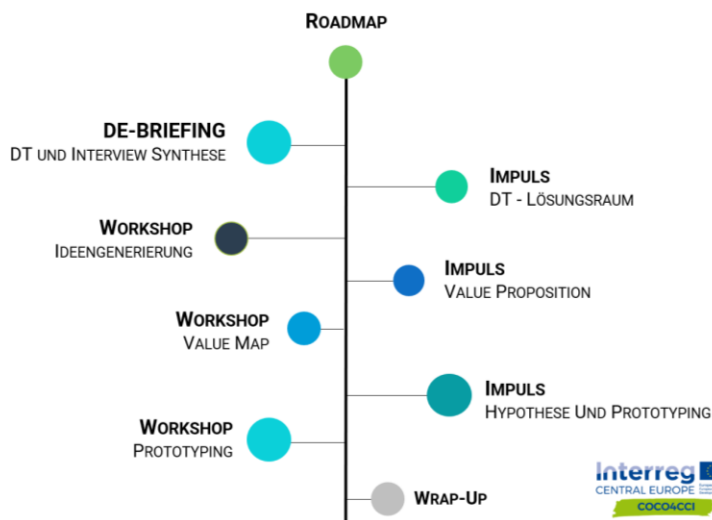 ROADMAP
DE-BRIEFING
DT UND INTERVIEW SYNTHESE
IMPULS
DT - LÖSUNGSRAUM
WORKSHOP
IDEENGENERIERUNG
IMPULS
VALUE PROPOSITION
WORKSHOP
VALUE MAP
IMPULS
HYPOTHESE UND PROTOTYPING
WORKSHOP
PROTOTYPING
WRAP-UP
Interreg
CENTRAL EUROPE
COCO4CCI